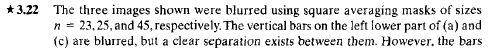 ★ 3.22 The three images shown were blurred using square averaging masks of sizes
n = 23, 25, and 45, respectively. The vertical bars on the left lower part of (a) and
(c) are blurred, but a clear separation exists between them. However, the bars